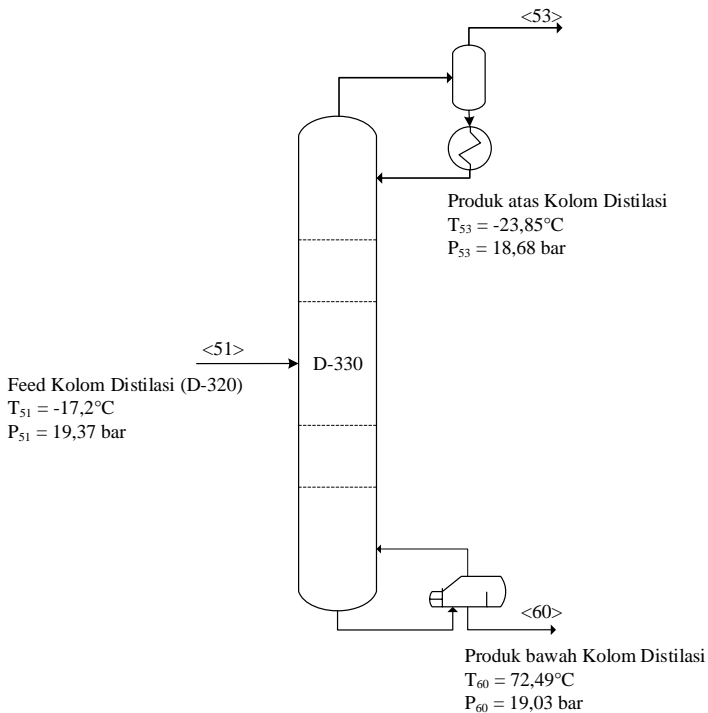 <53>
Produk atas Kolom Distilasi
T₅₃ = -23,85°C
P₅₃ = 18,68 bar
<51>
D-330
Feed Kolom Distilasi (D-320)
T₅₁ = -17,2°C
P₅₁ = 19,37 bar
<60>
Produk bawah Kolom Distilasi
T₆₀ = 72,49°C
P₆₀ = 19,03 bar